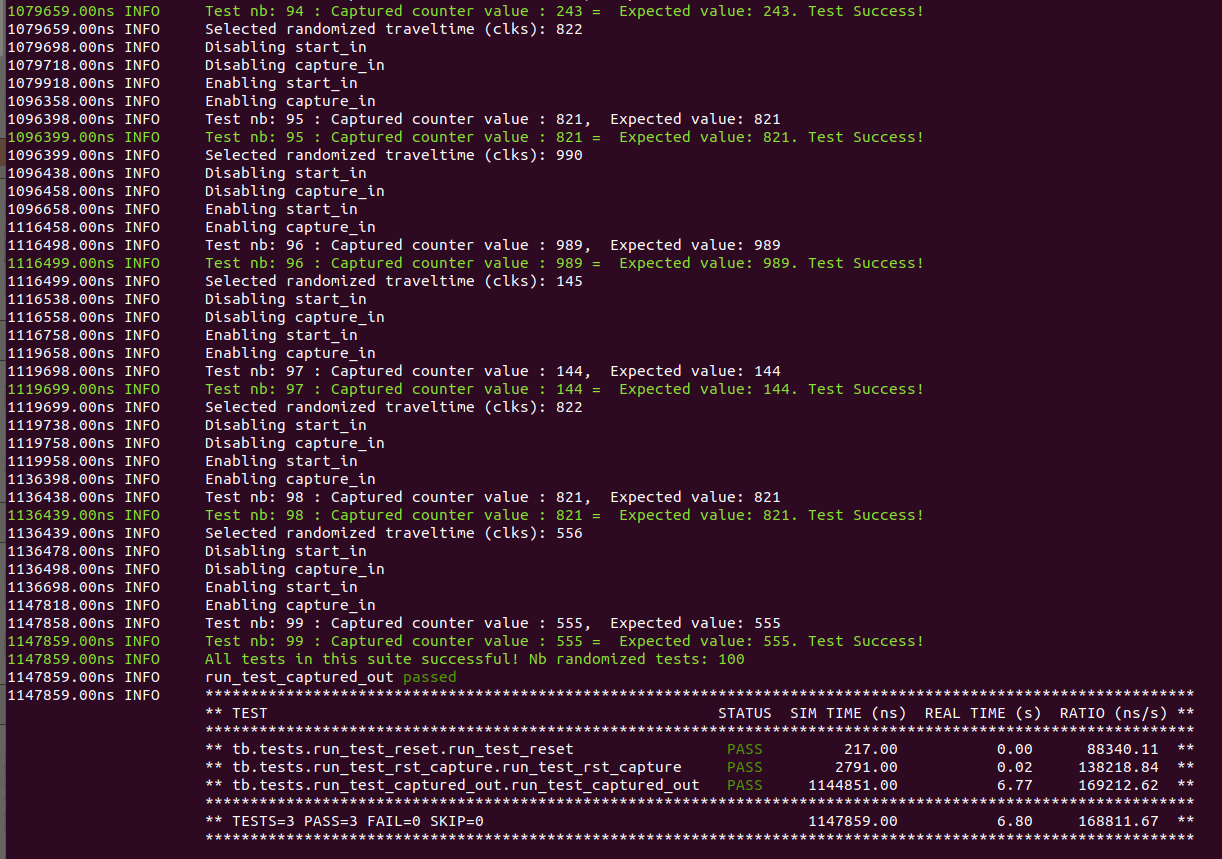 1079659.00ns INFO     Test nb: 94 : Captured counter value : 243 =  Expected value: 243. Test Success!
1079659.00ns INFO     Selected randomized traveltime (clks): 822
1079698.00ns INFO     Disabling start_in
1079718.00ns INFO     Disabling capture_in
1079918.00ns INFO     Enabling start_in
1096358.00ns INFO     Enabling capture_in
1096398.00ns INFO     Test nb: 95 : Captured counter value : 821,  Expected value: 821
1096399.00ns INFO     Test nb: 95 : Captured counter value : 821 =  Expected value: 821. Test Success!
1096399.00ns INFO     Selected randomized traveltime (clks): 990
1096438.00ns INFO     Disabling start_in
1096458.00ns INFO     Disabling capture_in
1096658.00ns INFO     Enabling start_in
1116458.00ns INFO     Enabling capture_in
1116498.00ns INFO     Test nb: 96 : Captured counter value : 989,  Expected value: 989
1116499.00ns INFO     Test nb: 96 : Captured counter value : 989 =  Expected value: 989. Test Success!
1116499.00ns INFO     Selected randomized traveltime (clks): 145
1116538.00ns INFO     Disabling start_in
1116558.00ns INFO     Disabling capture_in
1116758.00ns INFO     Enabling start_in
1119658.00ns INFO     Enabling capture_in
1119698.00ns INFO     Test nb: 97 : Captured counter value : 144,  Expected value: 144
1119699.00ns INFO     Test nb: 97 : Captured counter value : 144 =  Expected value: 144. Test Success!
1119699.00ns INFO     Selected randomized traveltime (clks): 822
1119738.00ns INFO     Disabling start_in
1119758.00ns INFO     Disabling capture_in
1119958.00ns INFO     Enabling start_in
1136398.00ns INFO     Enabling capture_in
1136438.00ns INFO     Test nb: 98 : Captured counter value : 821,  Expected value: 821
1136439.00ns INFO     Test nb: 98 : Captured counter value : 821 =  Expected value: 821. Test Success!
1136439.00ns INFO     Selected randomized traveltime (clks): 556
1136478.00ns INFO     Disabling start_in
1136498.00ns INFO     Disabling capture_in
1136698.00ns INFO     Enabling start_in
1147818.00ns INFO     Enabling capture_in
1147858.00ns INFO     Test nb: 99 : Captured counter value : 555,  Expected value: 555
1147859.00ns INFO     Test nb: 99 : Captured counter value : 555 =  Expected value: 555. Test Success!
1147859.00ns INFO     All tests in this suite successful! Nb randomized tests: 100
1147859.00ns INFO     run_test_captured_out passed
1147859.00ns INFO     **************************************************************************************************************
** TEST                                                  STATUS  SIM TIME (ns)  REAL TIME (s)  RATIO (ns/s) **
**************************************************************************************************************
** tb.tests.run_test_reset.run_test_reset                 PASS         217.00           0.00      88340.11  **
** tb.tests.run_test_rst_capture.run_test_rst_capture     PASS        2791.00           0.02     138218.84  **
** tb.tests.run_test_captured_out.run_test_captured_out   PASS     1144851.00           6.77     169212.62  **
**************************************************************************************************************
** TESTS=3 PASS=3 FAIL=0 SKIP=0                                    1147859.00           6.80     168811.67  **
**************************************************************************************************************